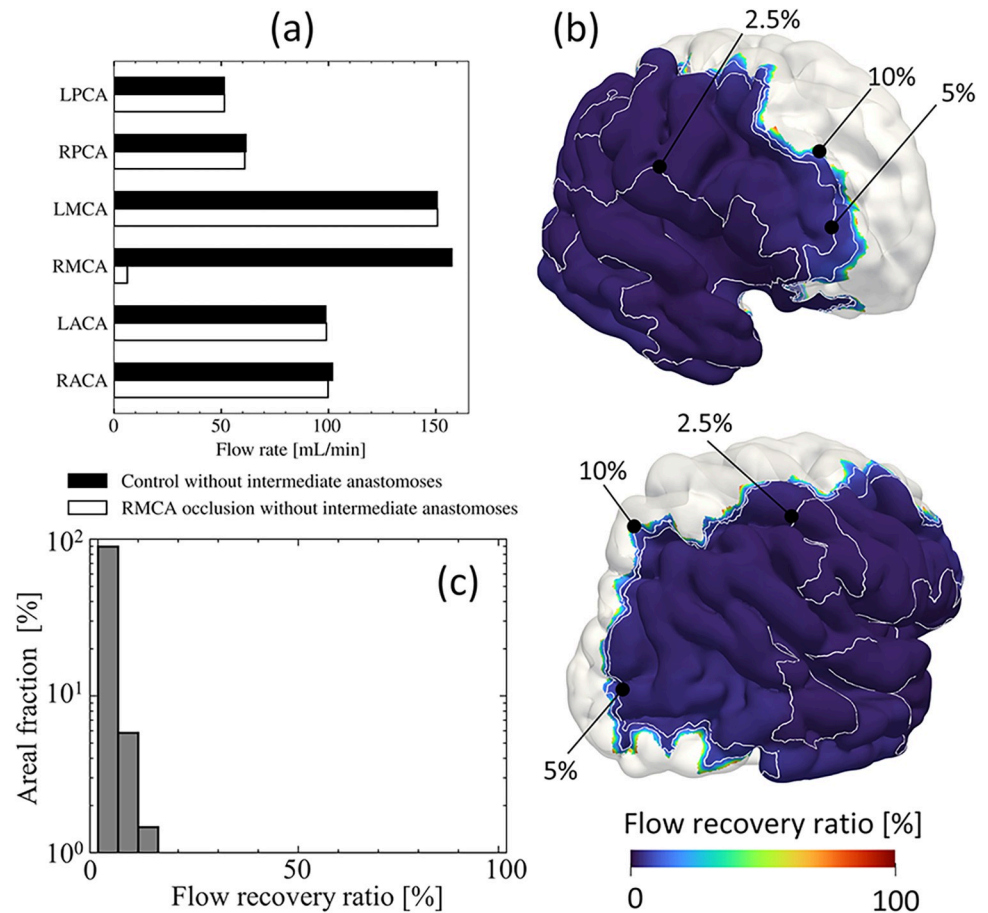 (a)
LPCA
RPCA
LMCA
RMCA
LACA
RACA
0 50 100 150
Flow rate [mL/min]
Control without intermediate anastomoses
RMCA occlusion without intermediate anastomoses
(b)
2.5%
10%
5%
2.5%
10%
5%
Flow recovery ratio [%]
0 100
(c)
10²
10¹
10⁰
Areal fraction [%]
0 50 100
Flow recovery ratio [%]